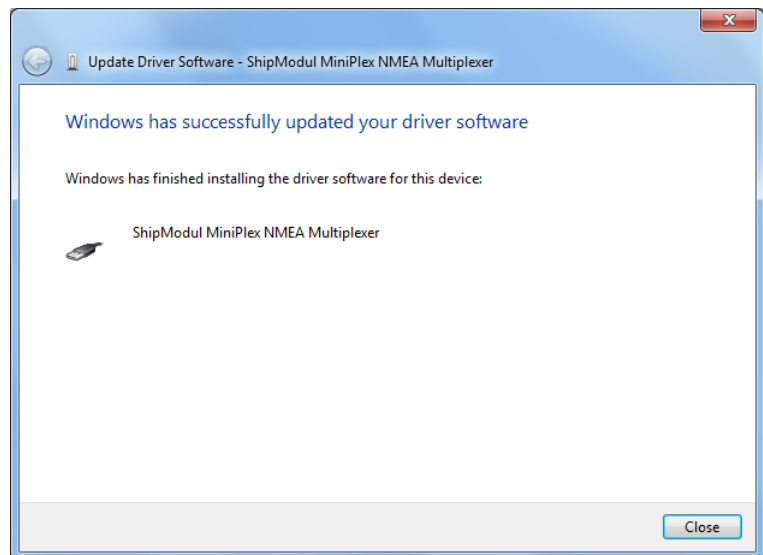 Update Driver Software - ShipModul MiniPlex NMEA Multiplexer
Windows has successfully updated your driver software
Windows has finished installing the driver software for this device:
ShipModul MiniPlex NMEA Multiplexer
Close